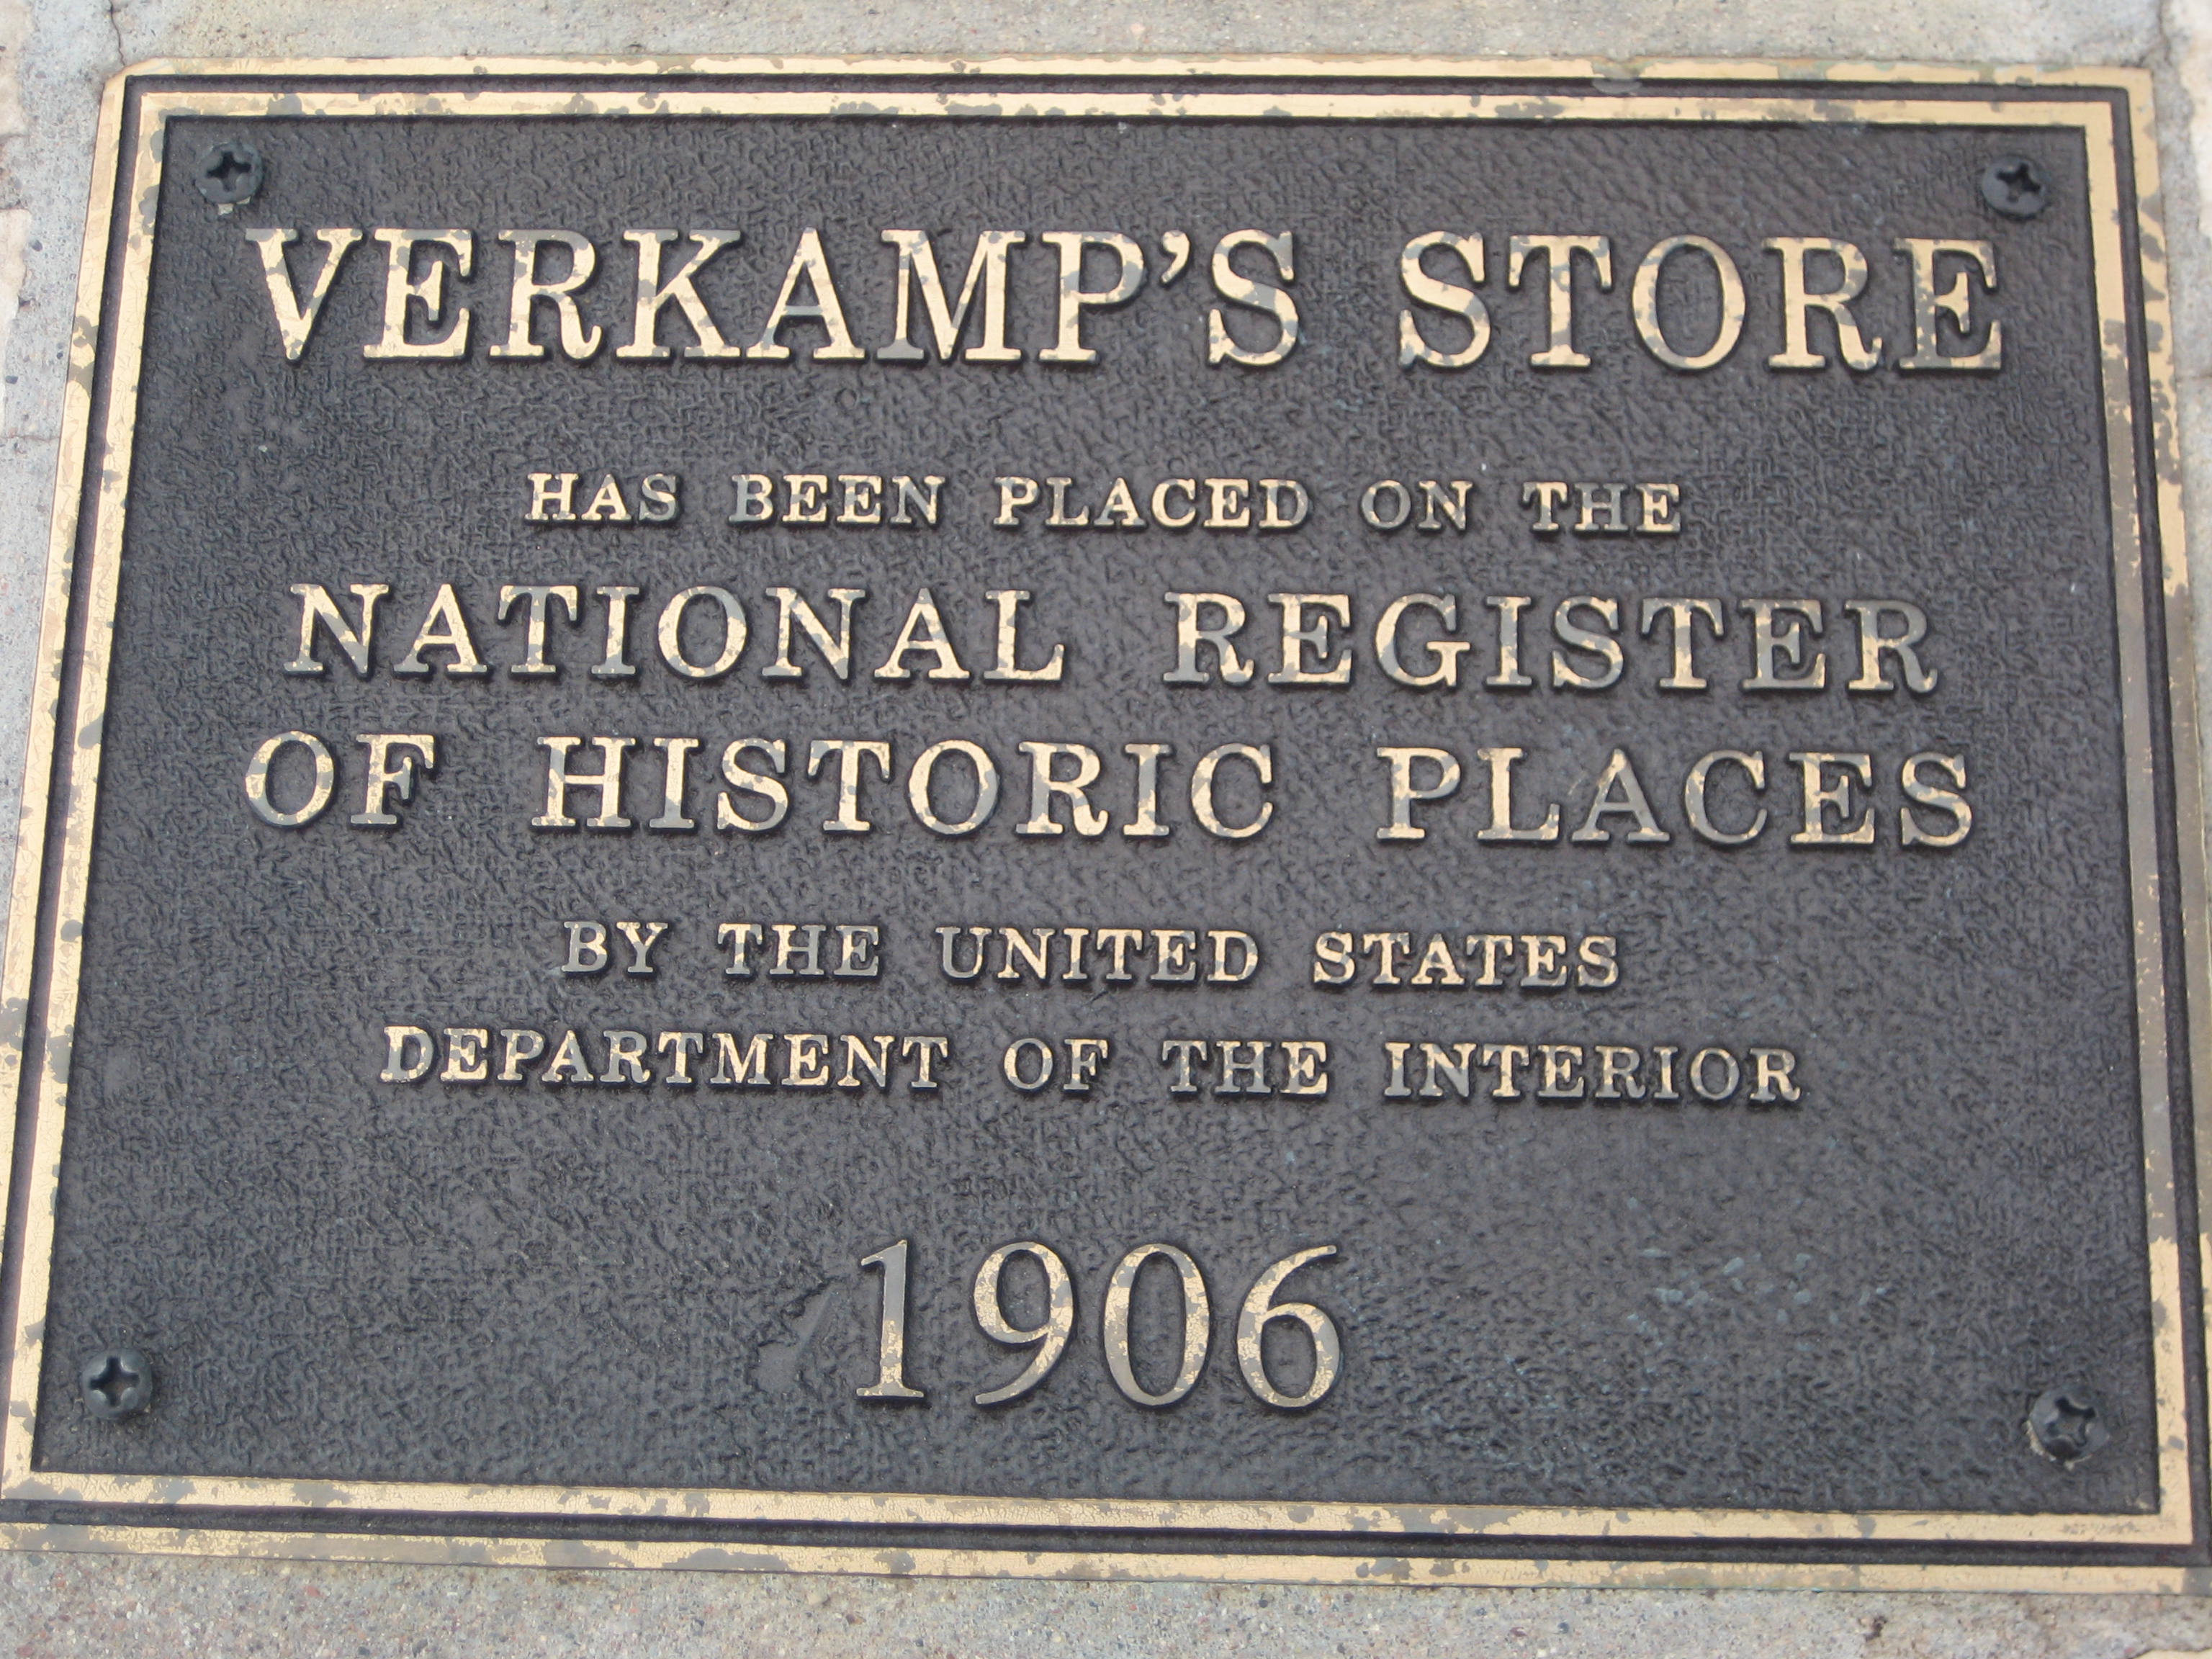 VERKAMP'S STORE
HAS BEEN PLACED ON THE
NATIONAL REGISTER
OF HISTORIC PLACES
BY THE UNITED STATES
DEPARTMENT OF THE INTERIOR
1906